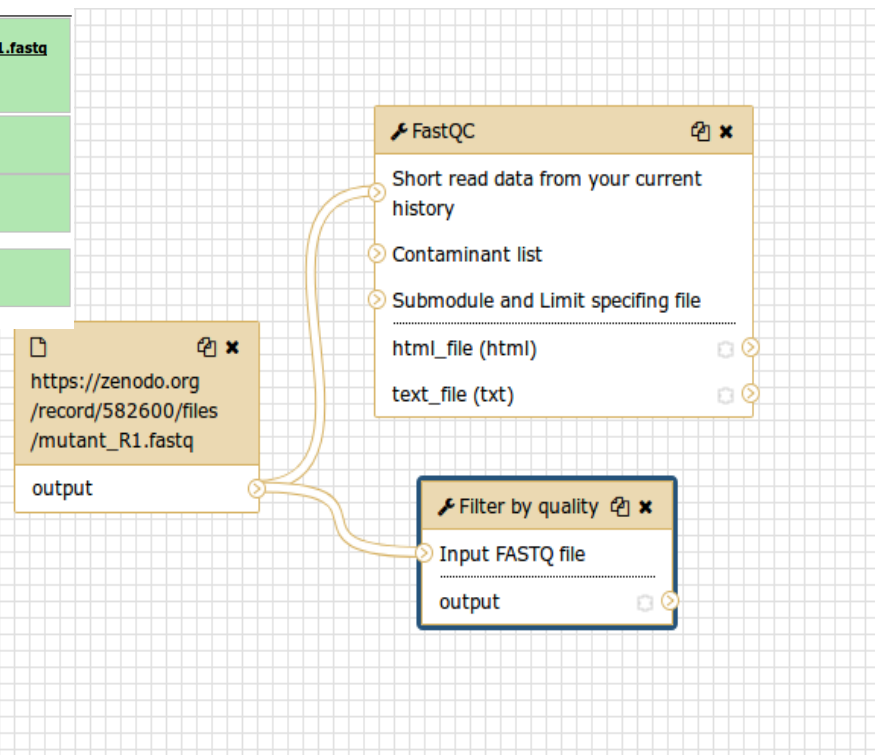 1.fastq
FastQC
Short read data from your current
history
Contaminant list
Submodule and Limit specifing file
html_file (html)
text_file (txt)
https://zenodo.org
/record/582600/files
/mutant_R1.fastq
output
Filter by quality
Input FASTQ file
output